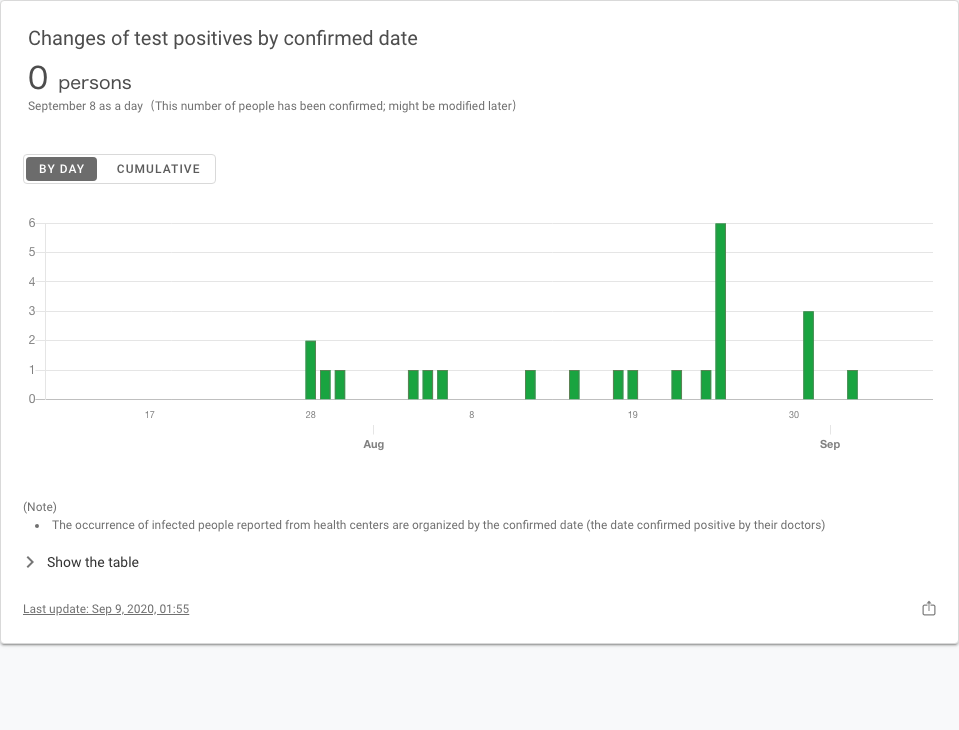 Changes of test positives by confirmed date
0 persons
September 8 as a day (This number of people has been confirmed; might be modified later)
BY DAY CUMULATIVE
6
5
4
3
2
1
0
17 28 8 19 30
Aug Sep
(Note)
• The occurrence of infected people reported from health centers are organized by the confirmed date (the date confirmed positive by their doctors)
Show the table
Last update: Sep 9, 2020, 01:55